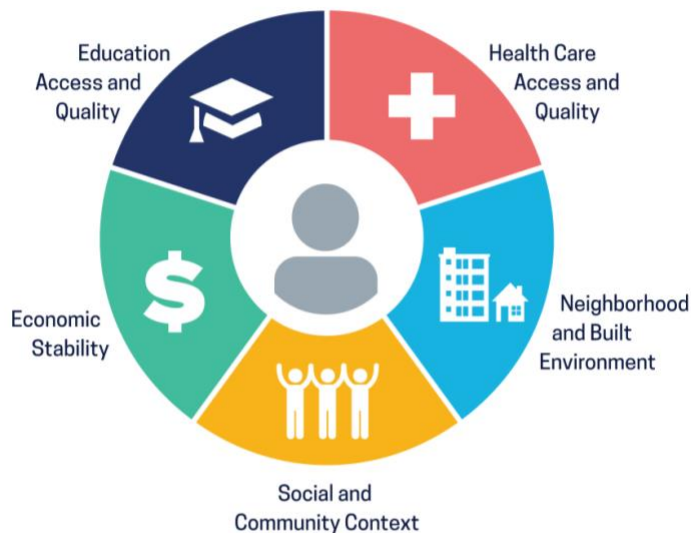 Education
Access and
Quality
Health Care
Access and
Quality
Economic
Stability
Neighborhood
and Built
Environment
Social and
Community Context